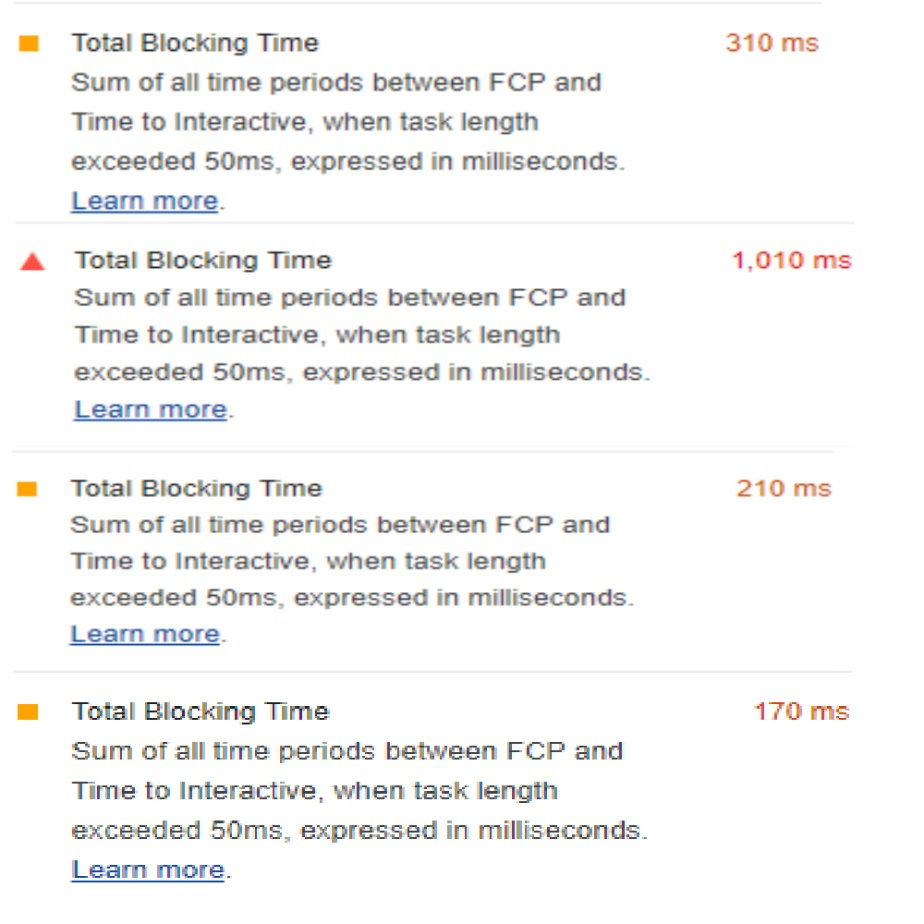 Total Blocking Time 310 ms
Sum of all time periods between FCP and
Time to Interactive, when task length
exceeded 50ms, expressed in milliseconds.
Learn more.
Total Blocking Time 1,010 ms
Sum of all time periods between FCP and
Time to Interactive, when task length
exceeded 50ms, expressed in milliseconds.
Learn more.
Total Blocking Time 210 ms
Sum of all time periods between FCP and
Time to Interactive, when task length
exceeded 50ms, expressed in milliseconds.
Learn more.
Total Blocking Time 170 ms
Sum of all time periods between FCP and
Time to Interactive, when task length
exceeded 50ms, expressed in milliseconds.
Learn more.